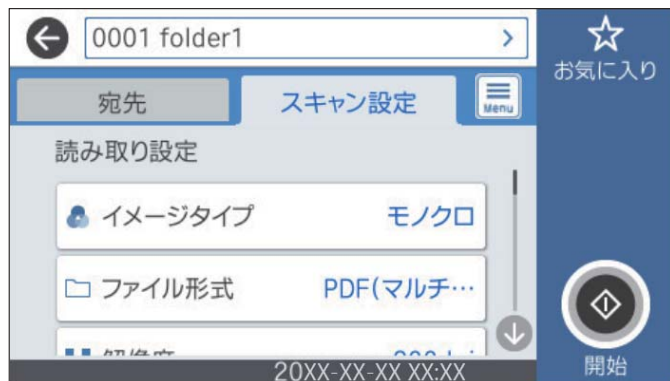 0001 folder1
お気に入り
宛先
スキャン設定
Menu
読み取り設定
イメージタイプ モノクロ
ファイル形式 PDF(マルチ…
20XX-XX-XX XX:XX
開始